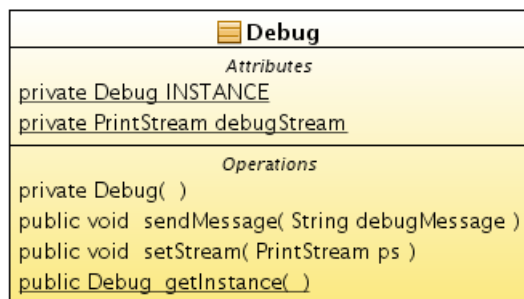 Debug
Attributes
private Debug INSTANCE
private PrintStream debugStream
Operations
private Debug( )
public void sendMessage( String debugMessage )
public void setStream( PrintStream ps )
public Debug getInstance( )